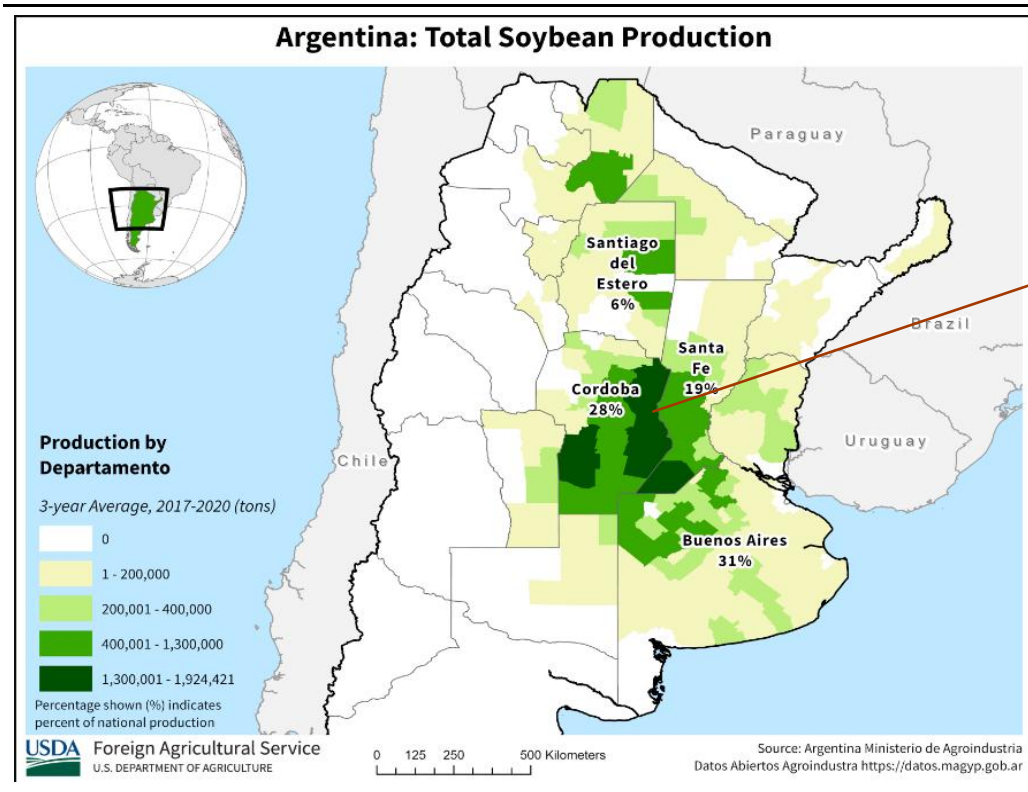 Argentina: Total Soybean Production
Paraguay
Santiago
del
Estero
6%
Brazil
Santa
Fe
19%
Cordoba
28%
Uruguay
Chile
Buenos Aires
31%
Production by
Departamento
3-year Average, 2017-2020 (tons)
0
1 - 200,000
200,001 - 400,000
400,001 - 1,300,000
1,300,001 - 1,924,421
Percentage shown (%) indicates
percent of national production
USDA Foreign Agricultural Service
U.S. DEPARTMENT OF AGRICULTURE
0 125 250 500 Kilometers
Source: Argentina Ministerio de Agroindustria
Datos Abiertos Agroindustra https://datos.magyp.gob.ar